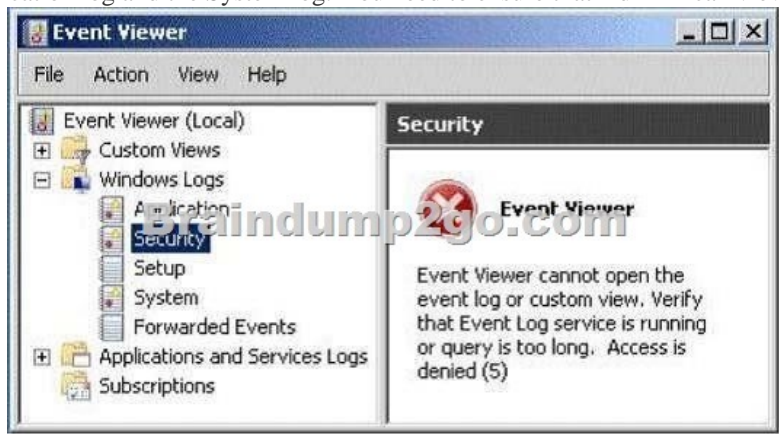 Event Viewer
File Action View Help
Event Viewer (Local)
Custom Views
Windows Logs
Application
Security
Setup
System
Forwarded Events
Applications and Services Logs
Subscriptions
Security
Event Viewer
Event Viewer cannot open the
event log or custom view. Verify
that Event Log service is running
or query is too long. Access is
denied (5)
Braindump2go.com